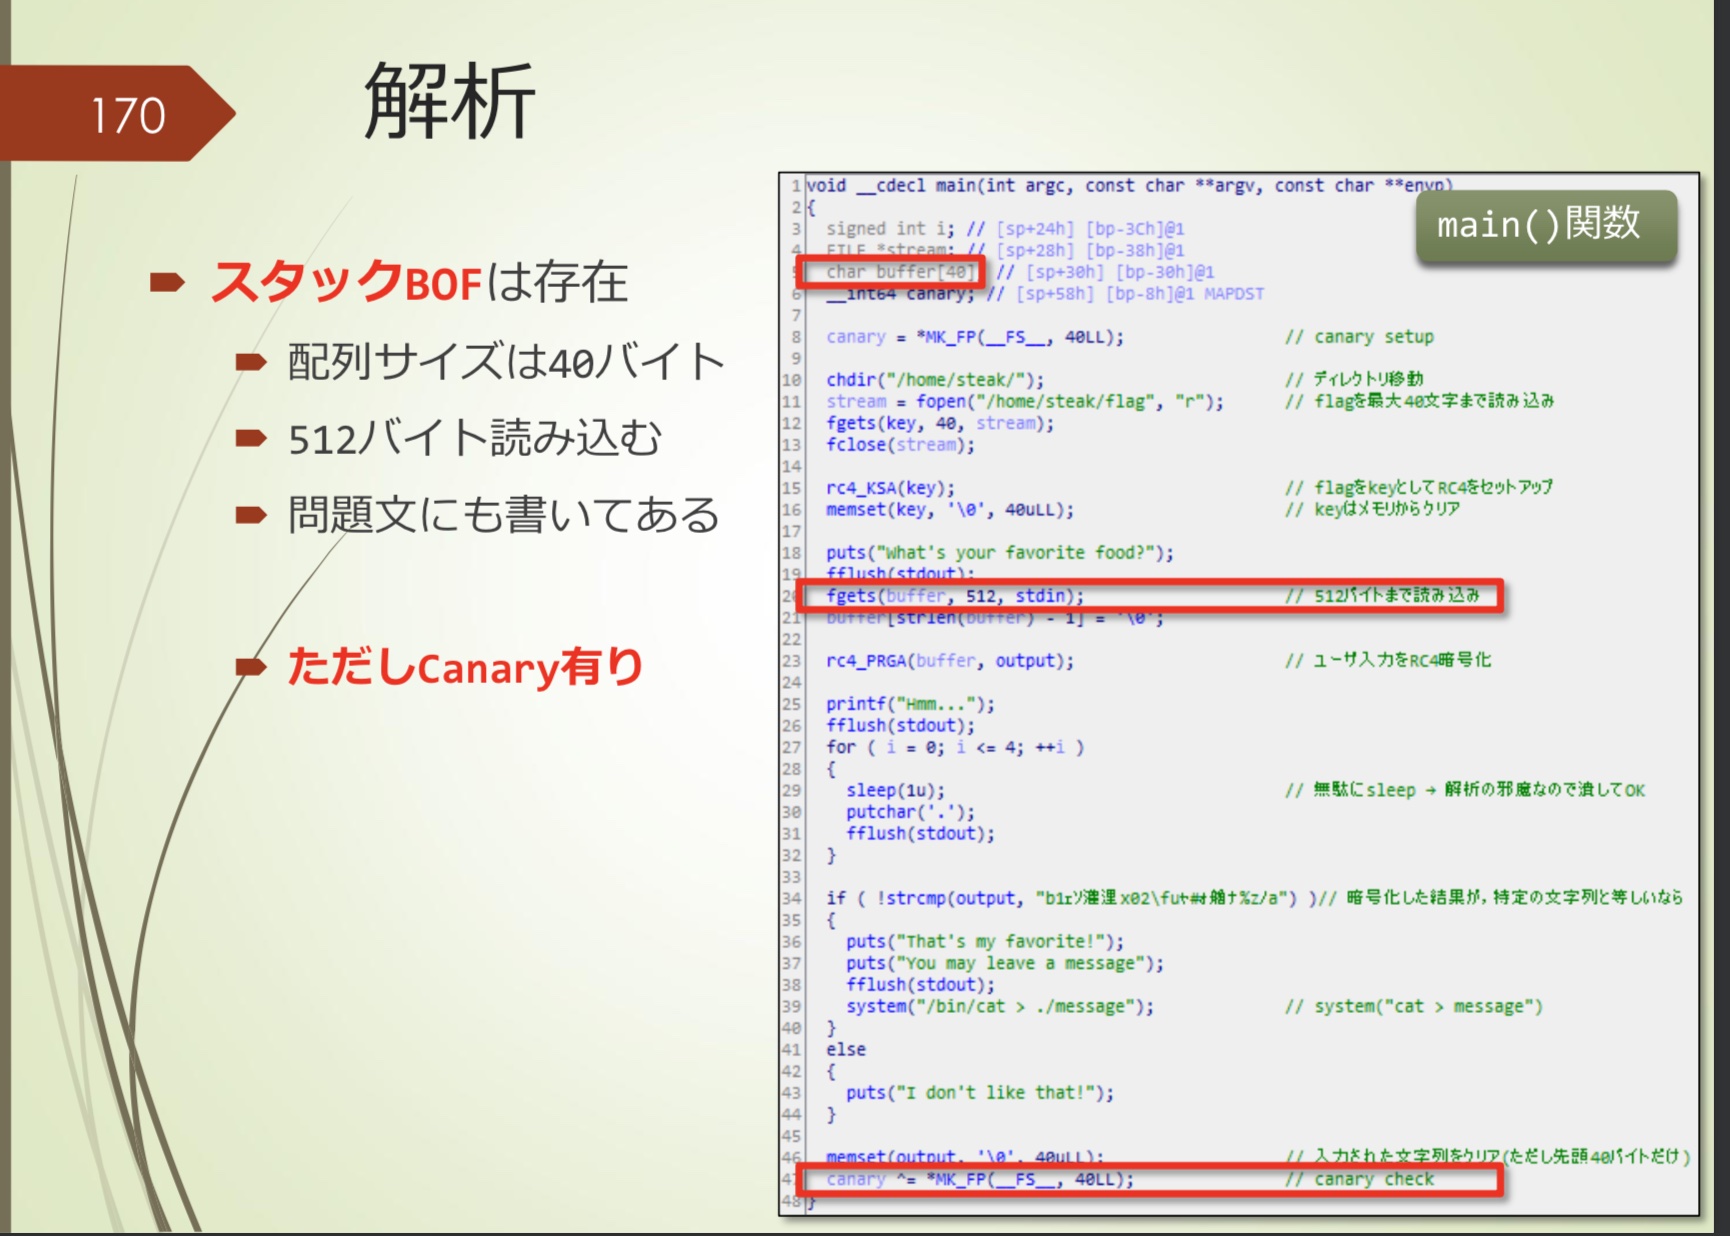 170
解析
スタックBOFは存在
配列サイズは40バイト
512バイト読み込む
問題文にも書いてある
ただしCanary有り
main()関数
1 void __cdecl main(int argc, const char **argv, const char **envp)
2 {
3 signed int i; // [sp+24h] [bp-3Ch]@1
4 FILE *stream; // [sp+28h] [bp-38h]@1
5 char buffer[40] // [sp+30h] [bp-30h]@1
6 __int64 canary; // [sp+58h] [bp-8h]@1 MAPDST
7
8 canary = *MK_FP(__FS__, 40LL); // canary setup
9
10 chdir("/home/steak/"); // ディレクトリ移動
11 stream = fopen("/home/steak/flag", "r"); // flagを最大40文字まで読み込み
12 fgets(key, 40, stream);
13 fclose(stream);
14
15 rc4_KSA(key); // flagをkeyとしてRC4をセットアップ
16 memset(key, '\0', 40uLL); // keyはメモリからクリア
17
18 puts("What's your favorite food?");
19 fflush(stdout);
20 fgets(buffer, 512, stdin); // 512バイトまで読み込み
21 buffer[strlen(buffer) - 1] = '\0';
22
23 rc4_PRGA(buffer, output); // ユーザ入力をRC4暗号化
24
25 printf("Hmm...");
26 fflush(stdout);
27 for ( i = 0; i <= 4; ++i )
28 {
29 sleep(1u); // 無駄にsleep → 解析の邪魔なので潰してOK
30 putchar('.');
31 fflush(stdout);
32 }
33
34 if ( !strcmp(output, ") )// 暗号化した結果が, 特定の文字列と等しいなら
35 {
36 puts("That's my favorite!");
37 puts("You may leave a message");
38 fflush(stdout);
39 system("/bin/cat > ./message"); // system("cat > message")
40 }
41 else
42 {
43 puts("I don't like that!");
44 }
45
46 memset(output, '\0', 40uLL); // 入力された文字列をクリア(ただし先頭40バイトだけ)
47 canary ^= *MK_FP(__FS__, 40LL); // canary check
48 }